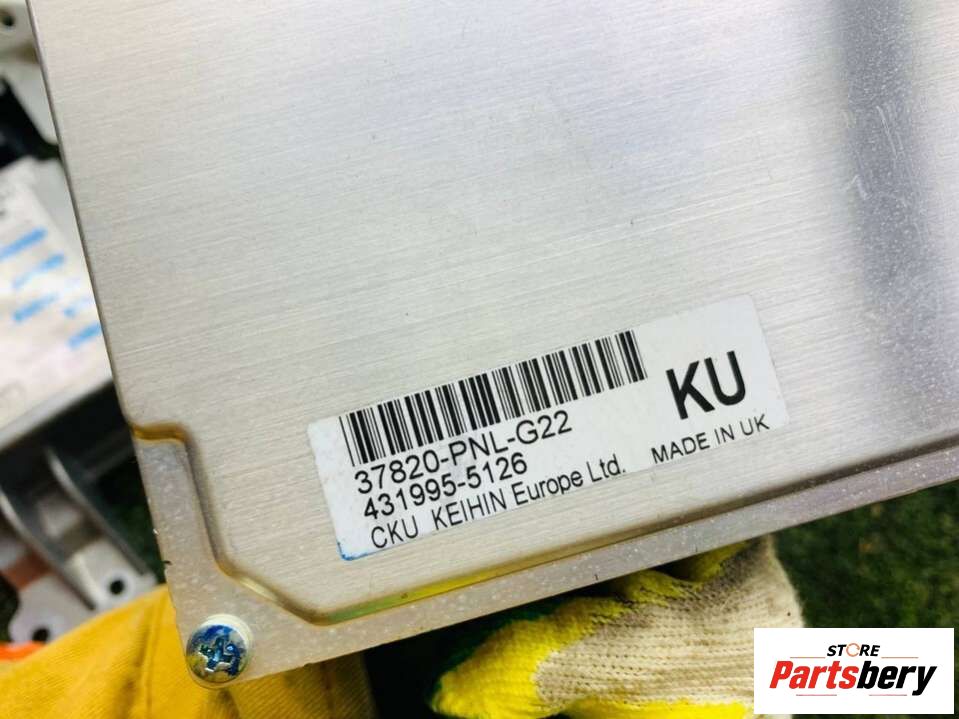 KU
37820-PNL-G22
431995-5126
CKU KEIHIN Europe Ltd. MADE IN UK
STORE
Partsbery